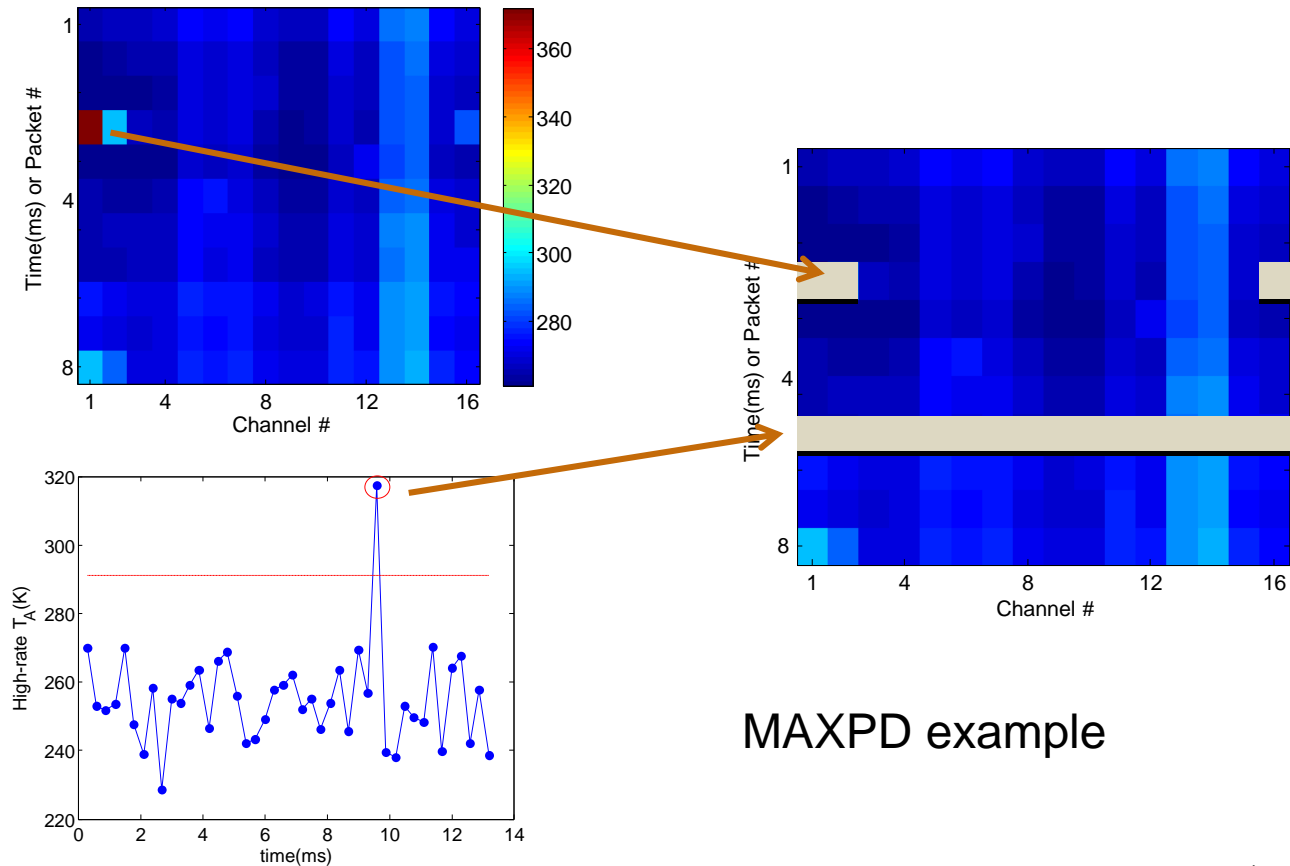 1
4
8
Time(ms) or Packet #
1 4 8 12 16
Channel #
360
340
320
300
280
1
4
8
Time(ms) or Packet #
1 4 8 12 16
Channel #
320
300
280
260
240
220
High-rate T_A(K)
0 2 4 6 8 10 12 14
time(ms)
MAXPD example